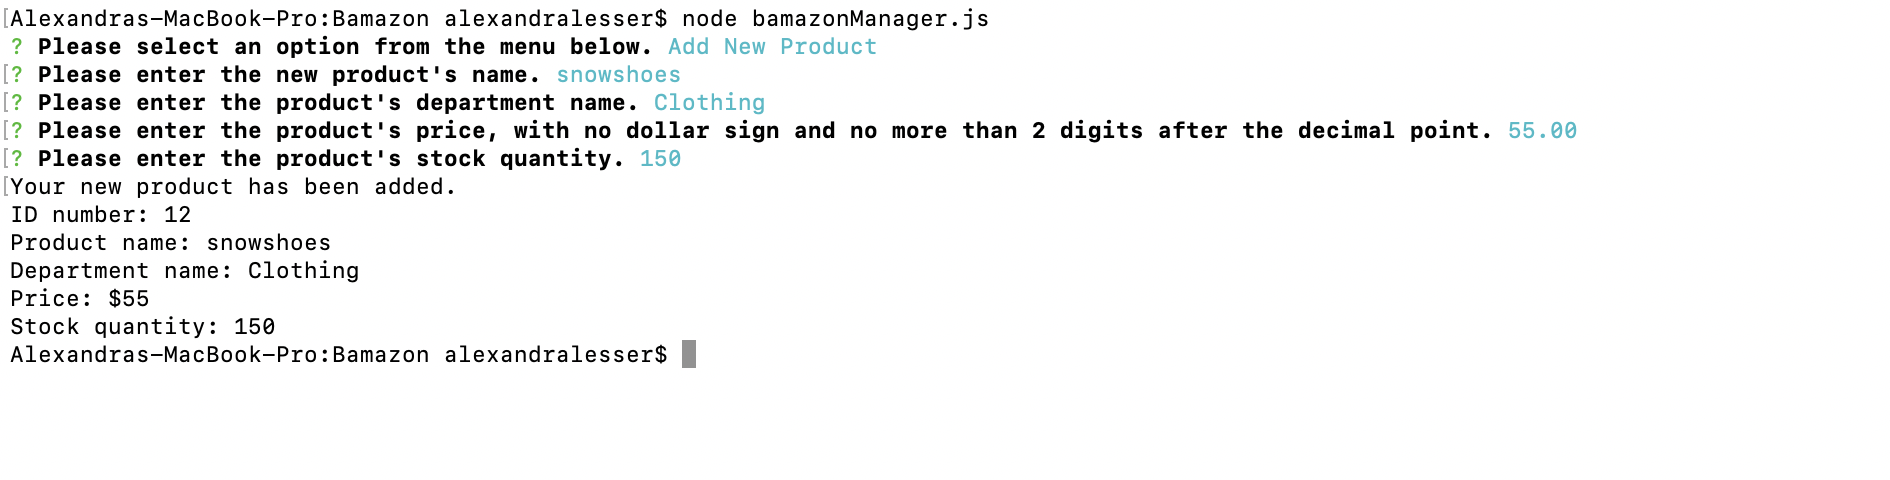 [Alexandras-MacBook-Pro:Bamazon alexandralesser$ node bamazonManager.js
? Please select an option from the menu below. Add New Product
[? Please enter the new product's name. snowshoes
[? Please enter the product's department name. Clothing
[? Please enter the product's price, with no dollar sign and no more than 2 digits after the decimal point. 55.00
[? Please enter the product's stock quantity. 150
[Your new product has been added.
ID number: 12
Product name: snowshoes
Department name: Clothing
Price: $55
Stock quantity: 150
Alexandras-MacBook-Pro:Bamazon alexandralesser$